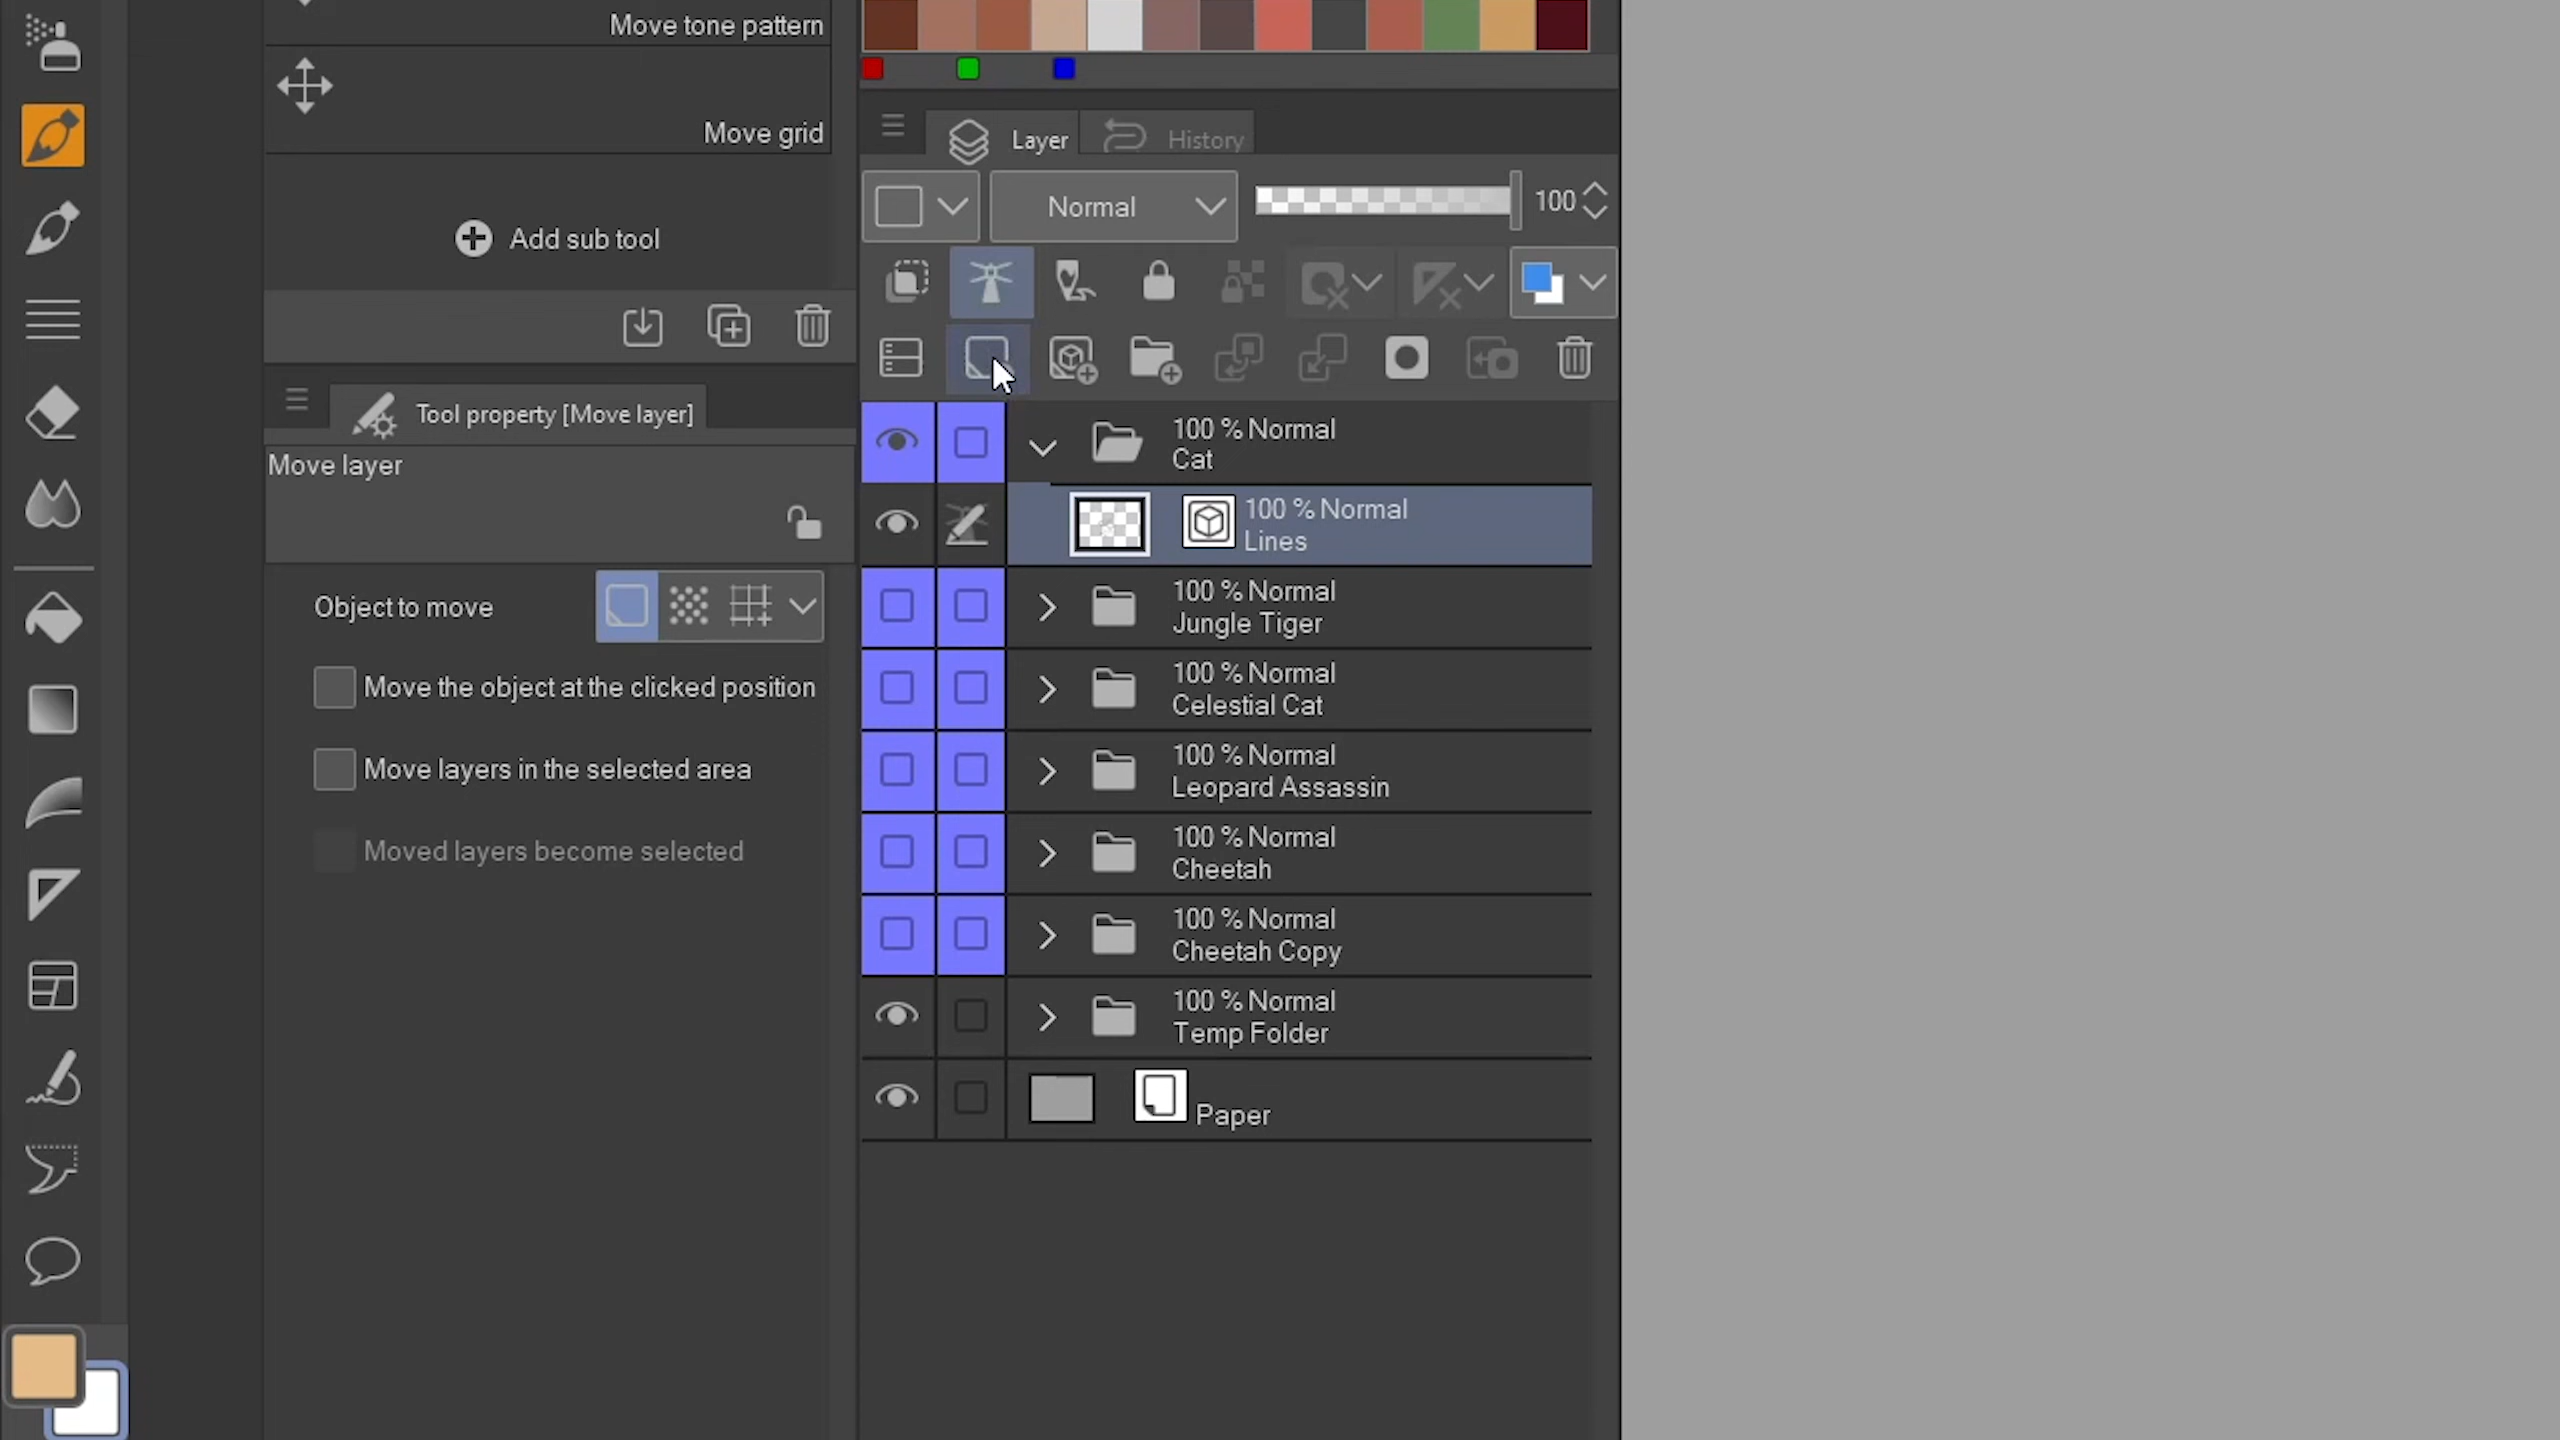 Move tone pattern
Move grid
Add sub tool
Tool property [Move layer]
Move layer
Object to move
Move the object at the clicked position
Move layers in the selected area
Moved layers become selected
Layer
History
Normal
100
100 % Normal
Cat
100 % Normal
Lines
100 % Normal
Jungle Tiger
100 % Normal
Celestial Cat
100 % Normal
Leopard Assassin
100 % Normal
Cheetah
100 % Normal
Cheetah Copy
100 % Normal
Temp Folder
Paper